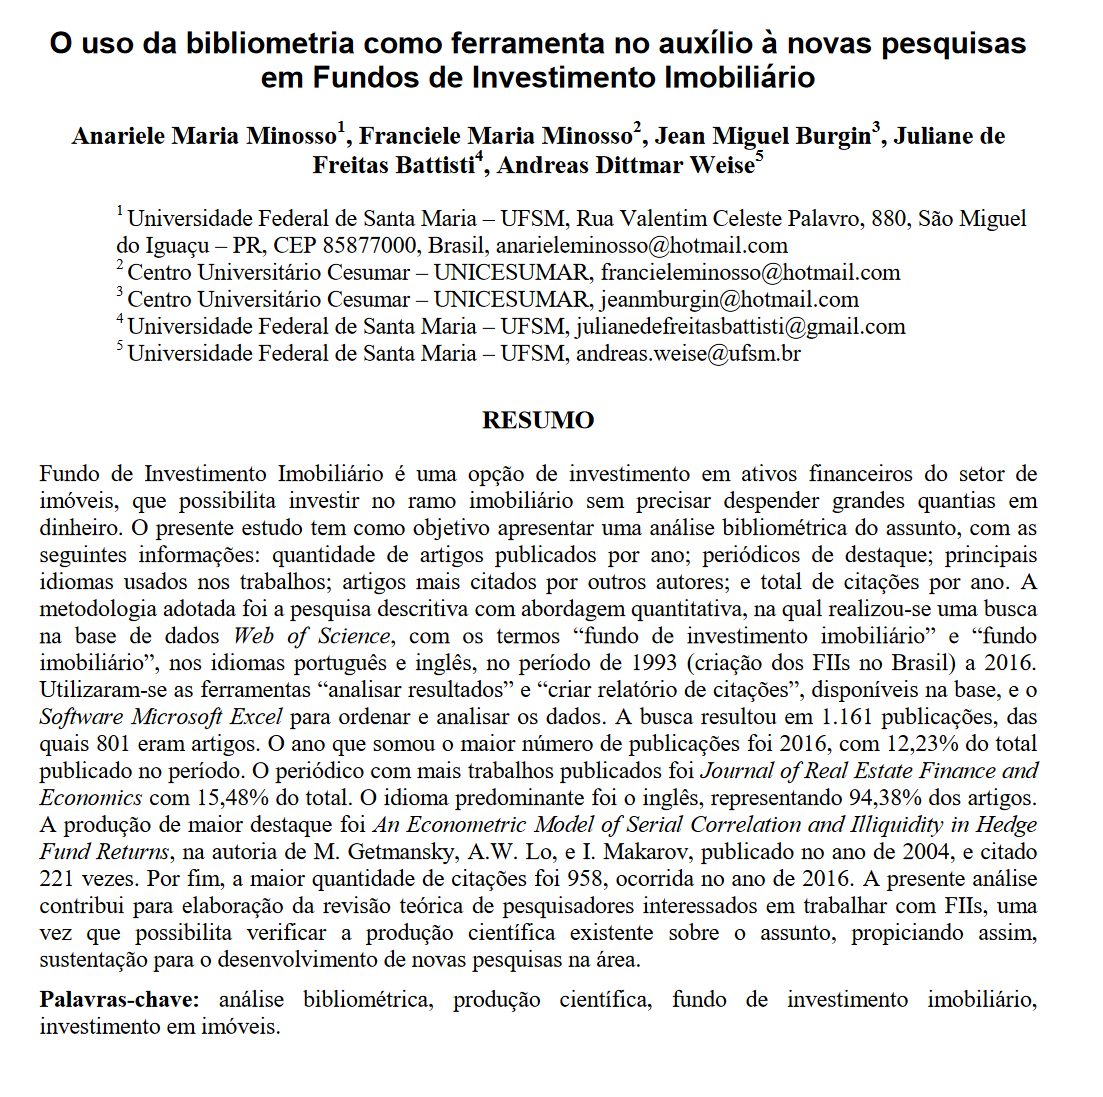 O uso da bibliometria como ferramenta no auxílio à novas pesquisas
em Fundos de Investimento Imobiliário
Anariele Maria Minosso1, Franciele Maria Minosso2, Jean Miguel Burgin3, Juliane de
Freitas Battisti4, Andreas Dittmar Weise5
1 Universidade Federal de Santa Maria – UFSM, Rua Valentim Celeste Palavro, 880, São Miguel
do Iguaçu – PR, CEP 85877000, Brasil, anarieleminosso@hotmail.com
2 Centro Universitário Cesumar – UNICESUMAR, francieleminosso@hotmail.com
3 Centro Universitário Cesumar – UNICESUMAR, jeanmburgin@hotmail.com
4 Universidade Federal de Santa Maria – UFSM, julianedefreitasbattisti@gmail.com
5 Universidade Federal de Santa Maria – UFSM, andreas.weise@ufsm.br
RESUMO
Fundo de Investimento Imobiliário é uma opção de investimento em ativos financeiros do setor de
imóveis, que possibilita investir no ramo imobiliário sem precisar despender grandes quantias em
dinheiro. O presente estudo tem como objetivo apresentar uma análise bibliométrica do assunto, com as
seguintes informações: quantidade de artigos publicados por ano; periódicos de destaque; principais
idiomas usados nos trabalhos; artigos mais citados por outros autores; e total de citações por ano. A
metodologia adotada foi a pesquisa descritiva com abordagem quantitativa, na qual realizou-se uma busca
na base de dados Web of Science, com os termos “fundo de investimento imobiliário” e “fundo
imobiliário”, nos idiomas português e inglês, no período de 1993 (criação dos FIIs no Brasil) a 2016.
Utilizaram-se as ferramentas “analisar resultados” e “criar relatório de citações”, disponíveis na base, e o
Software Microsoft Excel para ordenar e analisar os dados. A busca resultou em 1.161 publicações, das
quais 801 eram artigos. O ano que somou o maior número de publicações foi 2016, com 12,23% do total
publicado no período. O periódico com mais trabalhos publicados foi Journal of Real Estate Finance and
Economics com 15,48% do total. O idioma predominante foi o inglês, representando 94,38% dos artigos.
A produção de maior destaque foi An Econometric Model of Serial Correlation and Illiquidity in Hedge
Fund Returns, na autoria de M. Getmansky, A.W. Lo, e I. Makarov, publicado no ano de 2004, e citado
221 vezes. Por fim, a maior quantidade de citações foi 958, ocorrida no ano de 2016. A presente análise
contribui para elaboração da revisão teórica de pesquisadores interessados em trabalhar com FIIs, uma
vez que possibilita verificar a produção científica existente sobre o assunto, propiciando assim,
sustentação para o desenvolvimento de novas pesquisas na área.
Palavras-chave: análise bibliométrica, produção científica, fundo de investimento imobiliário,
investimento em imóveis.